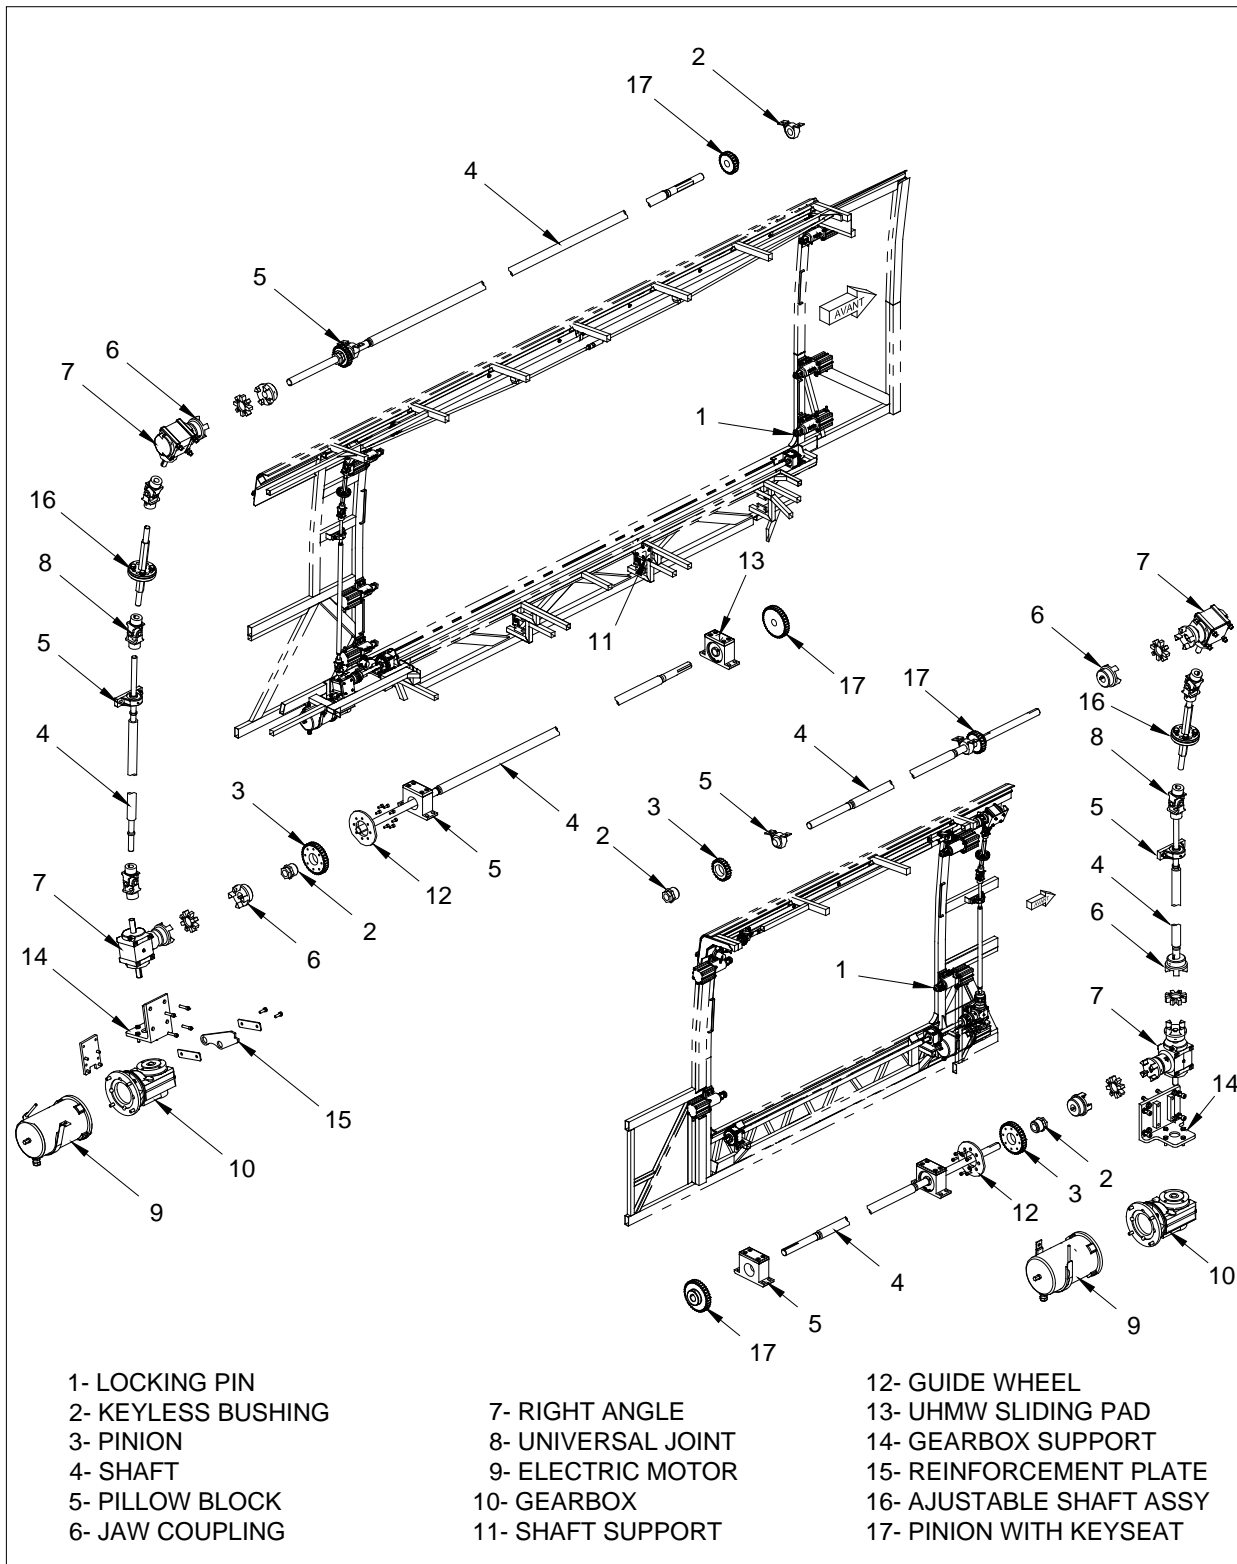 2
17
4
5
6
7
AVANT
1
16
8
13
7
11
6
5
17
17
16
4
4
8
3
5
5
3
2
4
12
5
4
7
2
6
6
1
14
7
14
15
10
2
3
9
12
10
4
5
9
17
1- LOCKING PIN
2- KEYLESS BUSHING
3- PINION
4- SHAFT
5- PILLOW BLOCK
6- JAW COUPLING
7- RIGHT ANGLE
8- UNIVERSAL JOINT
9- ELECTRIC MOTOR
10- GEARBOX
11- SHAFT SUPPORT
12- GUIDE WHEEL
13- UHMW SLIDING PAD
14- GEARBOX SUPPORT
15- REINFORCEMENT PLATE
16- AJUSTABLE SHAFT ASSY
17- PINION WITH KEYSEAT